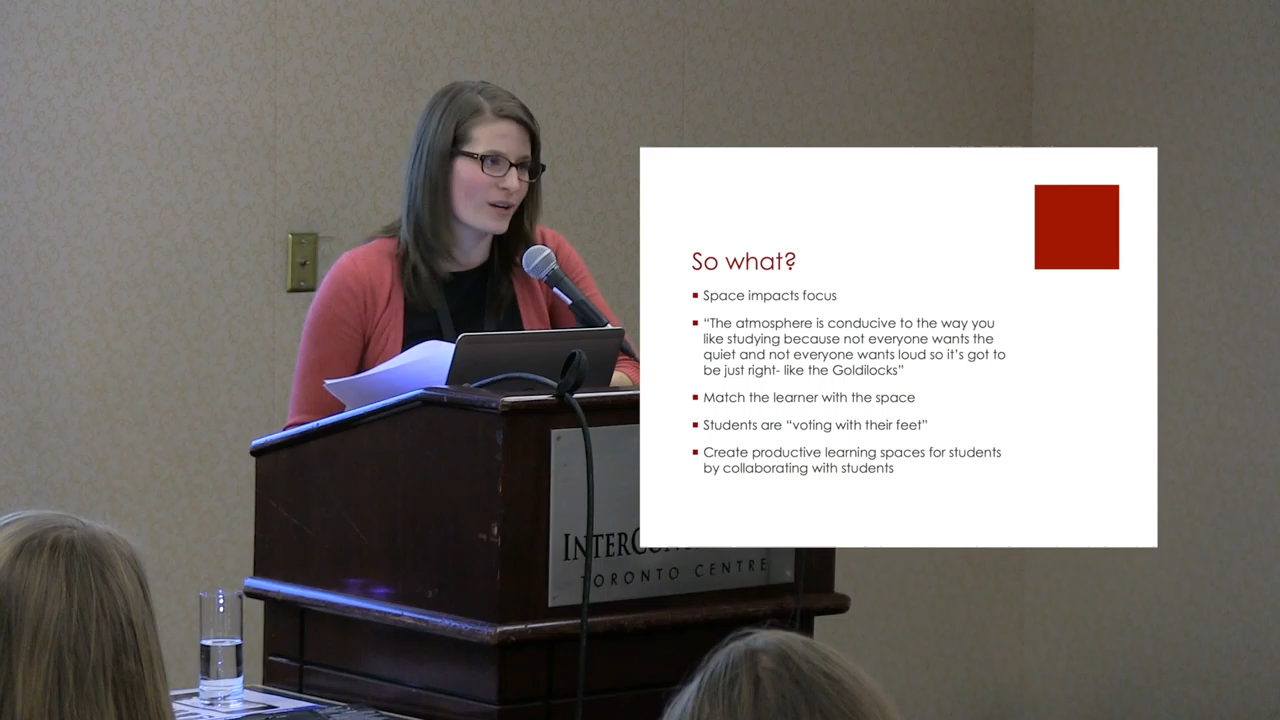 So what?
Space impacts focus
“The atmosphere is conducive to the way you
like studying because not everyone wants the
quiet and not everyone wants loud so it’s got to
be just right- like the Goldilocks”
Match the learner with the space
Students are “voting with their feet”
Create productive learning spaces for students
by collaborating with students
TORONTO CENTRE